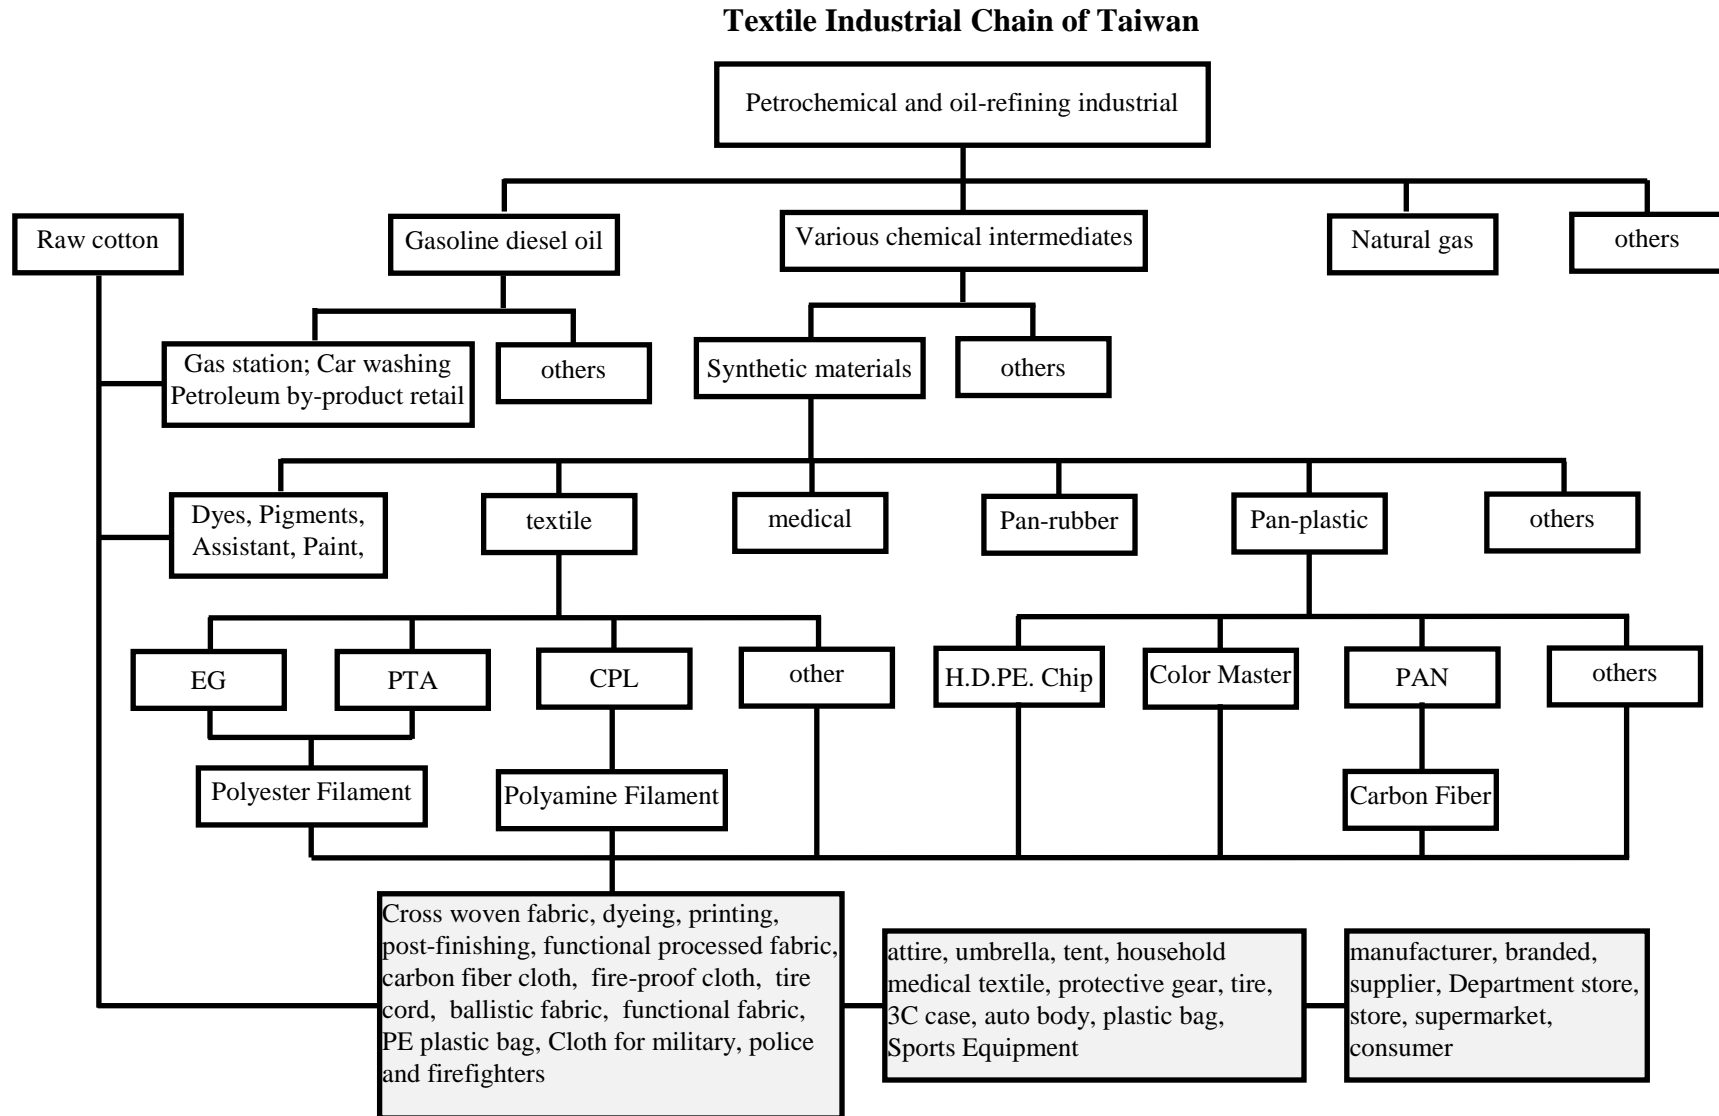 Textile Industrial Chain of Taiwan
Petrochemical and oil-refining industrial
Raw cotton
Gasoline diesel oil
Various chemical intermediates
Natural gas
others
Gas station; Car washing
Petroleum by-product retail
others
Synthetic materials
others
Dyes, Pigments,
Assistant, Paint,
textile
medical
Pan-rubber
Pan-plastic
others
EG
PTA
CPL
other
H.D.PE. Chip
Color Master
PAN
others
Polyester Filament
Polyamine Filament
Carbon Fiber
Cross woven fabric, dyeing, printing,
post-finishing, functional processed fabric,
carbon fiber cloth, fire-proof cloth, tire
cord, ballistic fabric, functional fabric,
PE plastic bag, Cloth for military, police
and firefighters
attire, umbrella, tent, household
medical textile, protective gear, tire,
3C case, auto body, plastic bag,
Sports Equipment
manufacturer, branded,
supplier, Department store,
store, supermarket,
consumer